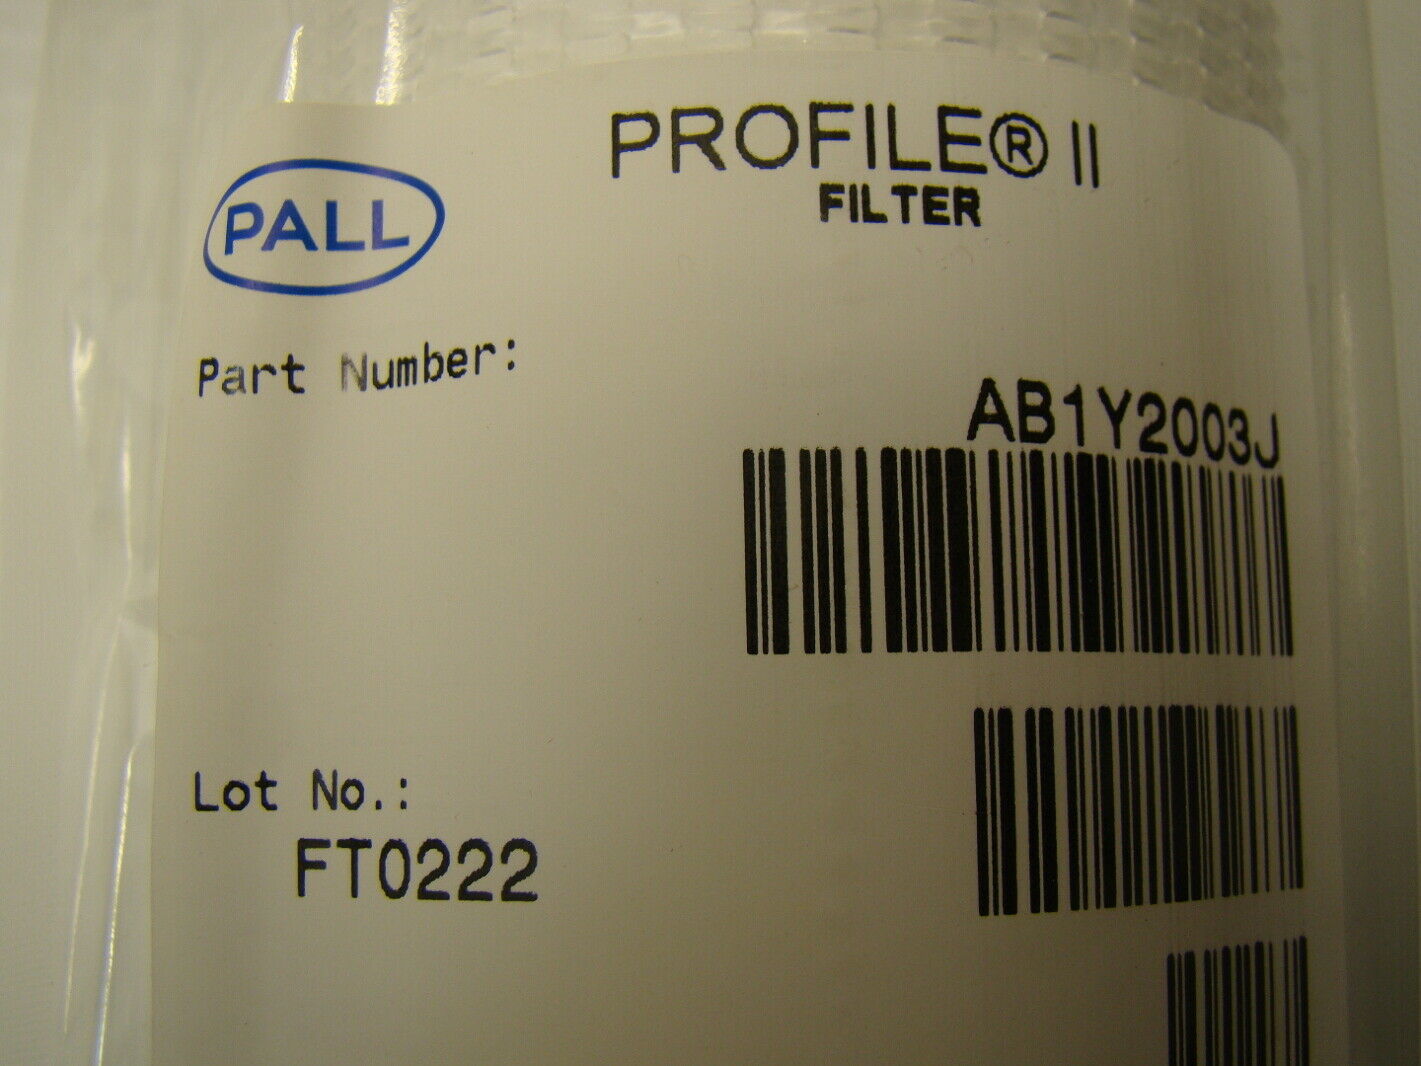 PALL
PROFILE® II
FILTER
Part Number:
AB1Y2003J
Lot No.:
FT0222